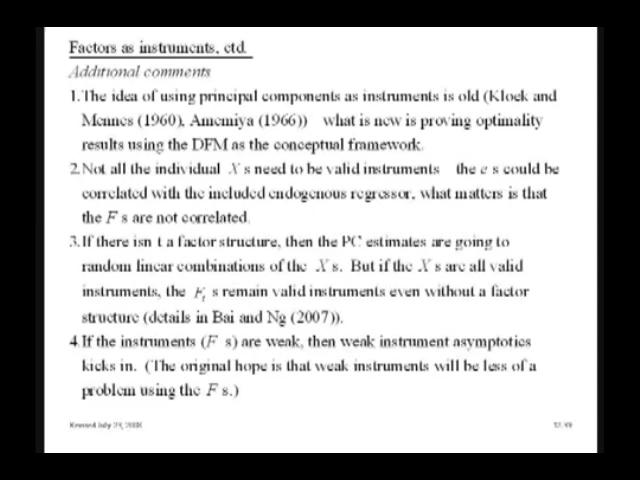 Factors as instruments, ctd.
Additional comments
1.The idea of using principal components as instruments is old (Kloek and
Mennes (1960), Amemiya (1966)) what is new is proving optimality
results using the DFM as the conceptual framework.
2.Not all the individual X s need to be valid instruments the e s could be
correlated with the included endogenous regressor, what matters is that
the F s are not correlated.
3.If there isn t a factor structure, then the PC estimates are going to
random linear combinations of the X s. But if the X s are all valid
instruments, the F̂t s remain valid instruments even without a factor
structure (details in Bai and Ng (2007)).
4.If the instruments (F s) are weak, then weak instrument asymptotics
kicks in. (The original hope is that weak instruments will be less of a
problem using the F s.)
Revised July 23, 2008